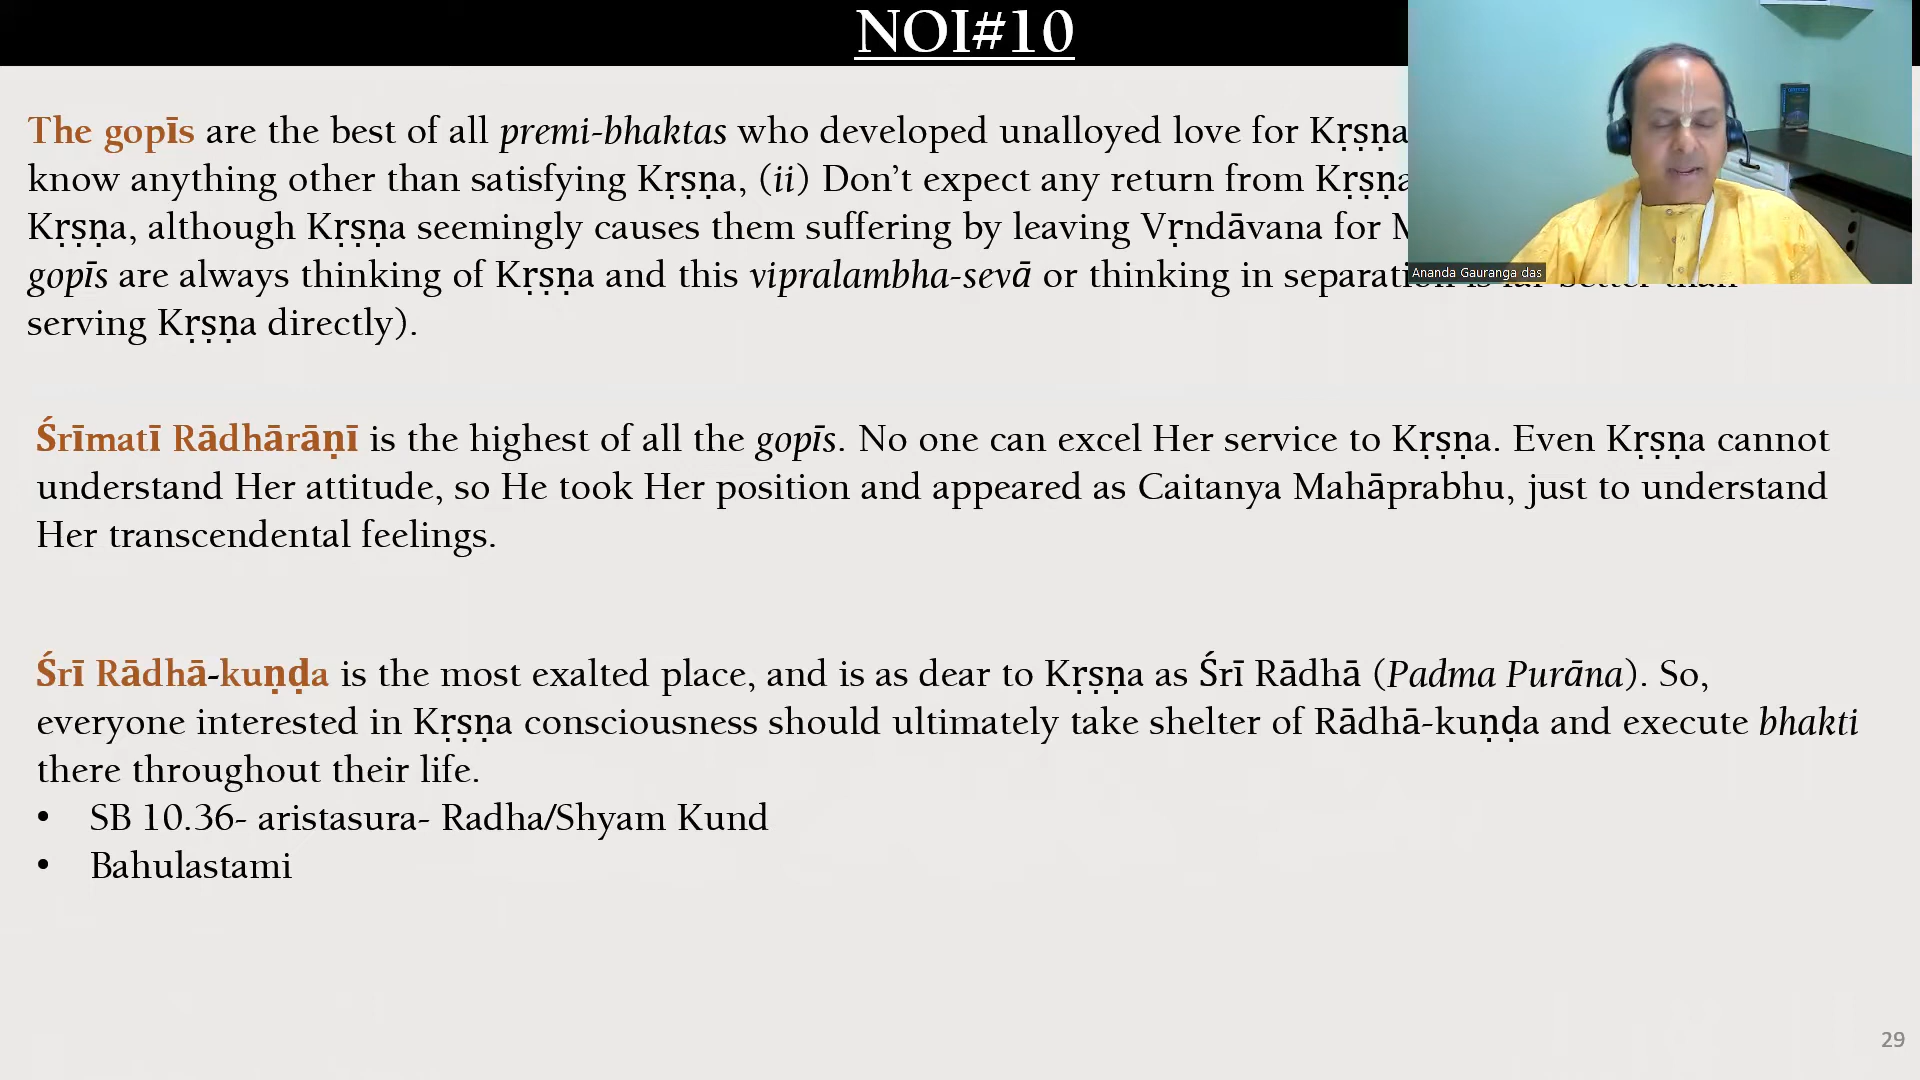 NOI#10
The gopīs are the best of all premi-bhaktas who developed unalloyed love for Kṛṣṇa
know anything other than satisfying Kṛṣṇa, (ii) Don’t expect any return from Kṛṣṇa
Kṛṣṇa, although Kṛṣṇa seemingly causes them suffering by leaving Vṛndāvana for
gopīs are always thinking of Kṛṣṇa and this vipralambha-sevā or thinking in separation is far better than
serving Kṛṣṇa directly).
Ananda Gauranga das
Śrīmatī Rādhārāṇī is the highest of all the gopīs. No one can excel Her service to Kṛṣṇa. Even Kṛṣṇa cannot
understand Her attitude, so He took Her position and appeared as Caitanya Mahāprabhu, just to understand
Her transcendental feelings.
Śrī Rādhā-kuṇḍa is the most exalted place, and is as dear to Kṛṣṇa as Śrī Rādhā (Padma Purāna). So,
everyone interested in Kṛṣṇa consciousness should ultimately take shelter of Rādhā-kuṇḍa and execute bhakti
there throughout their life.
• SB 10.36- aristasura- Radha/Shyam Kund
• Bahulastami
29